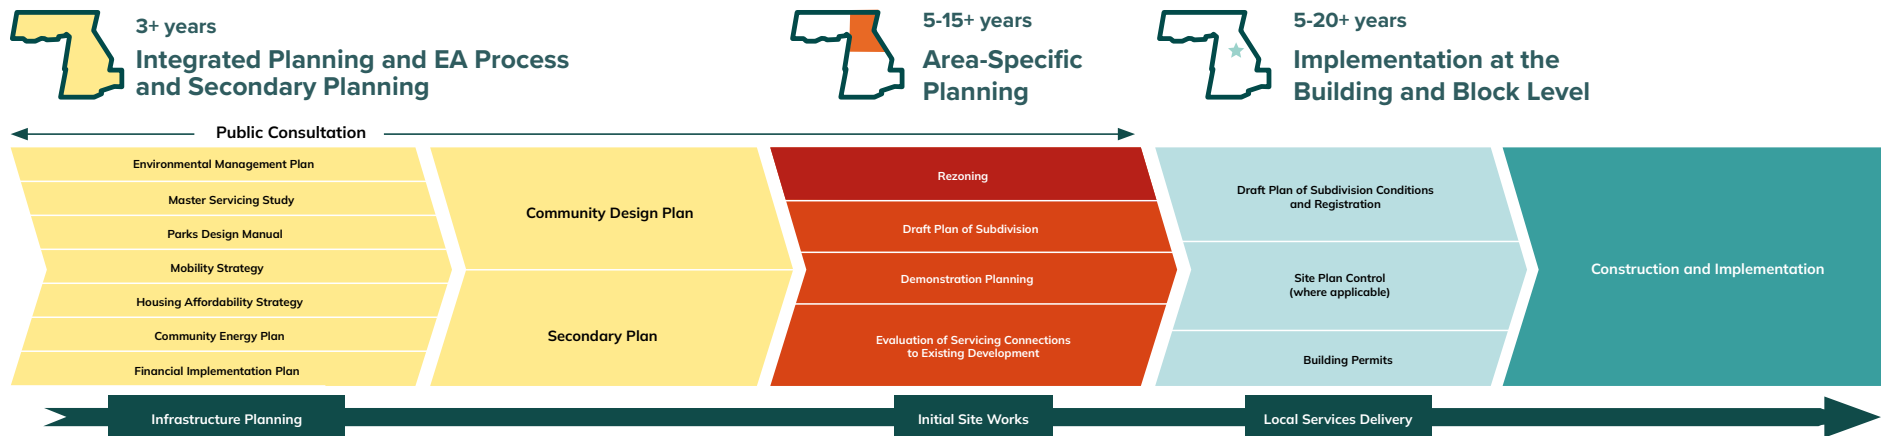 3+ years
Integrated Planning and EA Process
and Secondary Planning
5-15+ years
Area-Specific
Planning
5-20+ years
Implementation at the
Building and Block Level
Public Consultation
Environmental Management Plan
Master Servicing Study
Parks Design Manual
Mobility Strategy
Housing Affordability Strategy
Community Energy Plan
Financial Implementation Plan
Community Design Plan
Secondary Plan
Rezoning
Draft Plan of Subdivision
Demonstration Planning
Evaluation of Servicing Connections
to Existing Development
Draft Plan of Subdivision Conditions
and Registration
Site Plan Control
(where applicable)
Building Permits
Construction and Implementation
Infrastructure Planning
Initial Site Works
Local Services Delivery